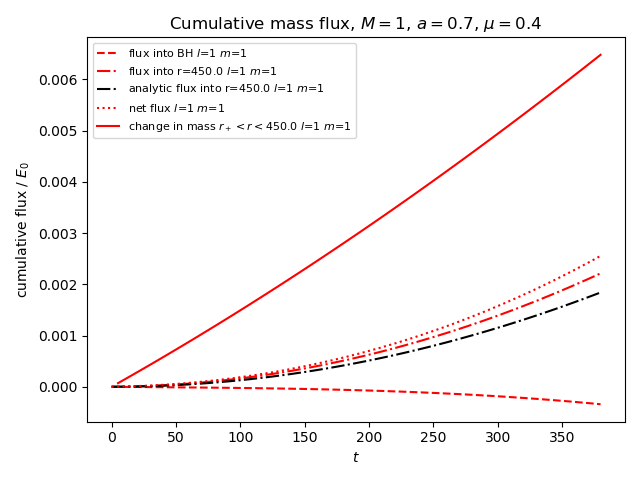 Cumulative mass flux, M = 1, a = 0.7, μ = 0.4
flux into BH l=1 m=1
flux into r=450.0 l=1 m=1
analytic flux into r=450.0 l=1 m=1
net flux l=1 m=1
change in mass r₊ < r < 450.0 l=1 m=1
cumulative flux / E₀
0.006
0.005
0.004
0.003
0.002
0.001
0.000
0 50 100 150 200 250 300 350
t